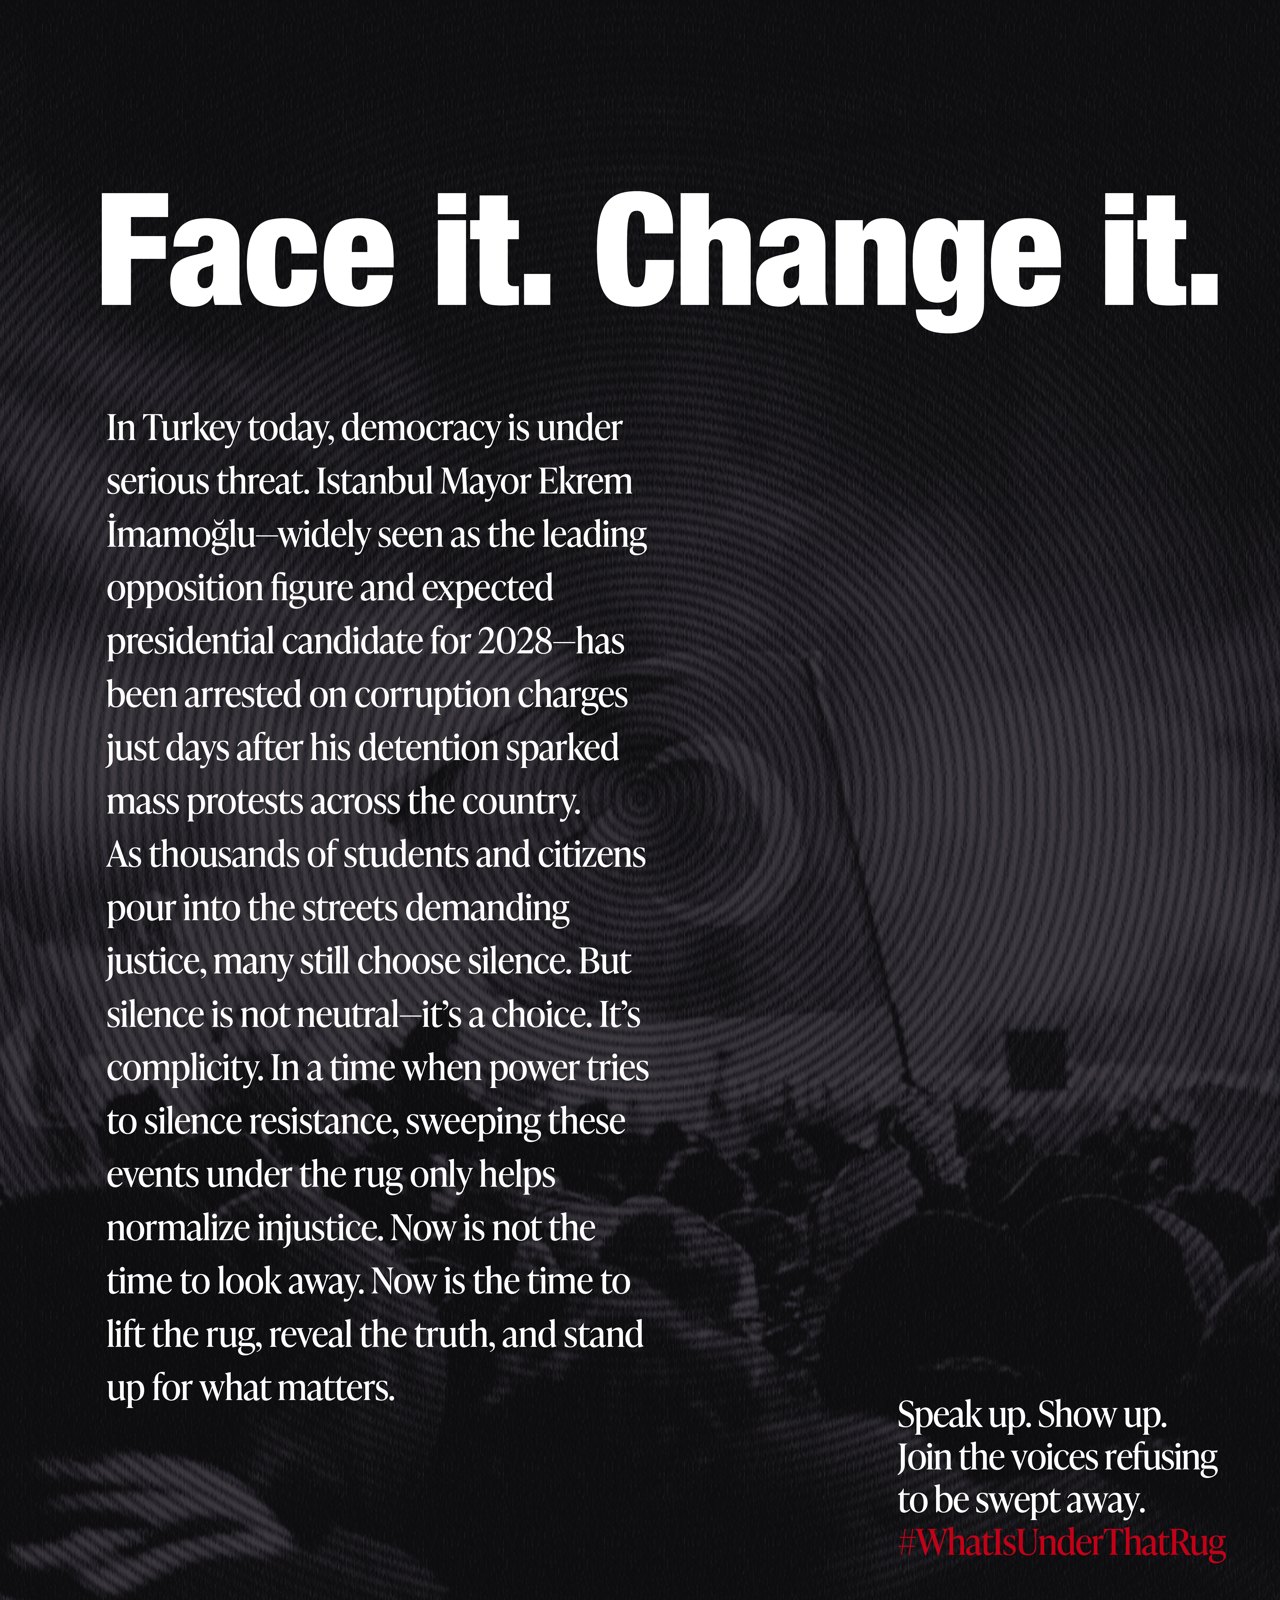 Face it. Change it.
In Turkey today, democracy is under
serious threat. Istanbul Mayor Ekrem
İmamoğlu—widely seen as the leading
opposition figure and expected
presidential candidate for 2028—has
been arrested on corruption charges
just days after his detention sparked
mass protests across the country.
As thousands of students and citizens
pour into the streets demanding
justice, many still choose silence. But
silence is not neutral—it’s a choice. It’s
complicity. In a time when power tries
to silence resistance, sweeping these
events under the rug only helps
normalize injustice. Now is not the
time to look away. Now is the time to
lift the rug, reveal the truth, and stand
up for what matters.
Speak up. Show up.
Join the voices refusing
to be swept away.
#WhatIsUnderThatRug